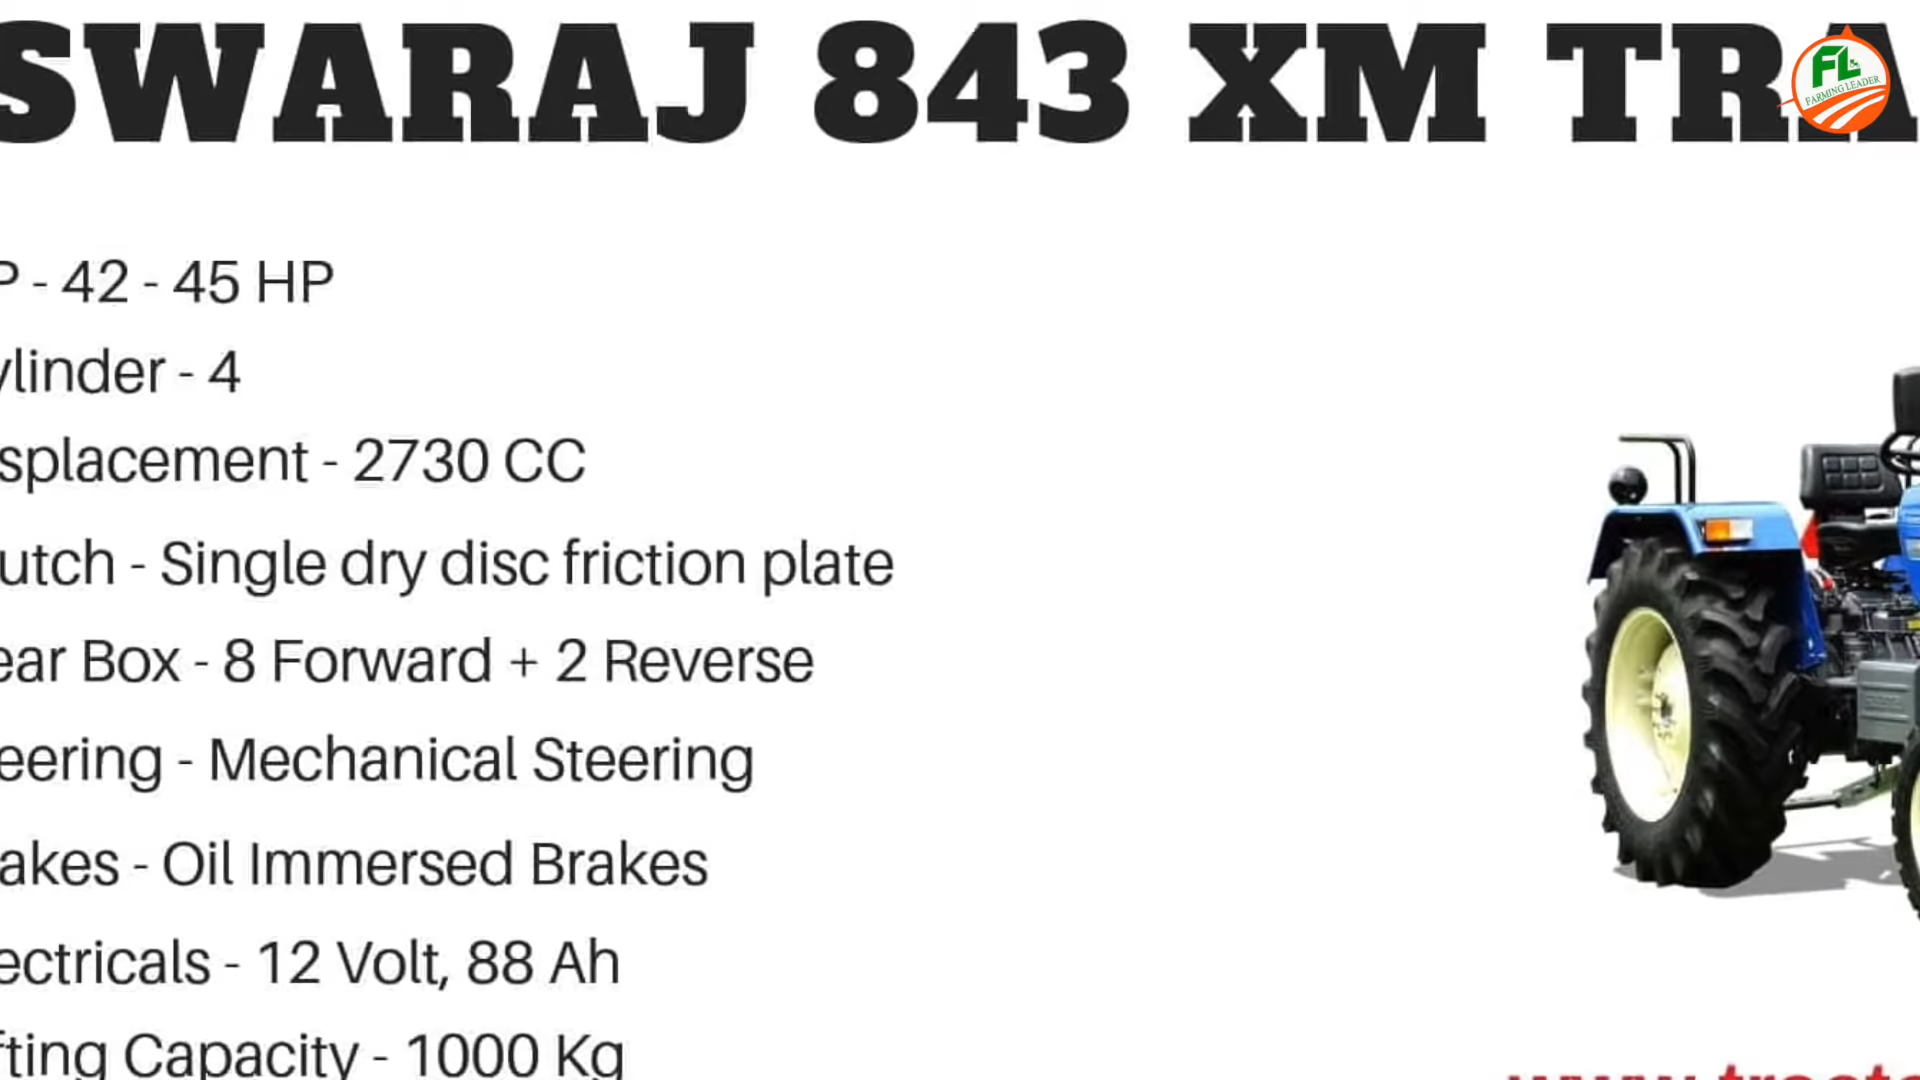 SWARAJ 843 XM TRA
FL
FARMING LEADER
P - 42 - 45 HP
ylinder - 4
splacement - 2730 CC
utch - Single dry disc friction plate
ear Box - 8 Forward + 2 Reverse
eering - Mechanical Steering
akes - Oil Immersed Brakes
ectricals - 12 Volt, 88 Ah
fting Capacity - 1000 Kg